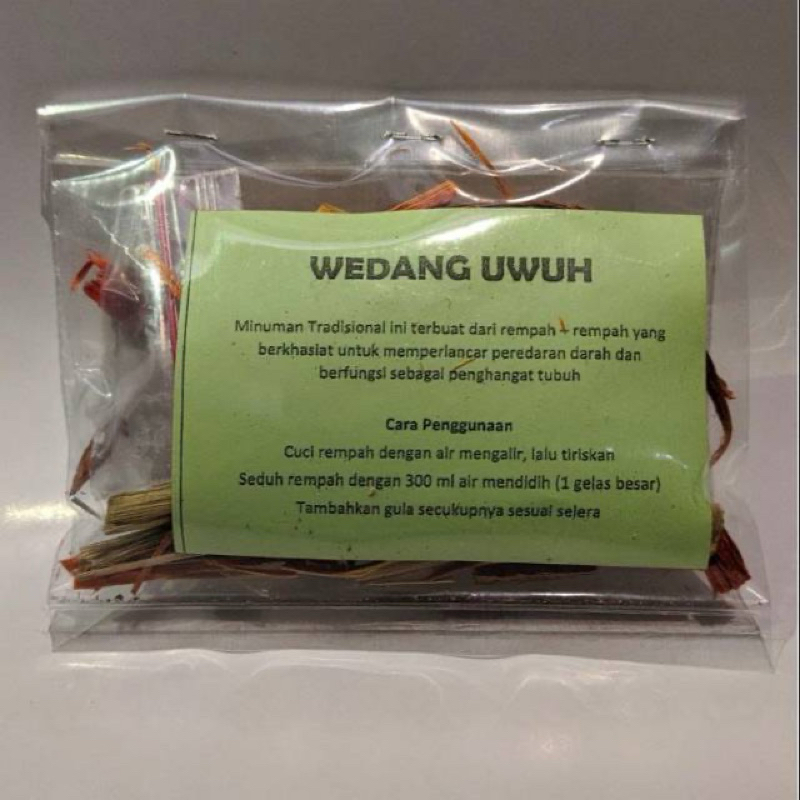 WEDANG UWUH
Minuman Tradisional ini terbuat dari rempah - rempah yang
berkhasiat untuk memperlancar peredaran darah dan
berfungsi sebagai penghangat tubuh
Cara Penggunaan
Cuci rempah dengan air mengalir, lalu tiriskan
Seduh rempah dengan 300 ml air mendidih (1 gelas besar)
Tambahkan gula secukupnya sesuai selera